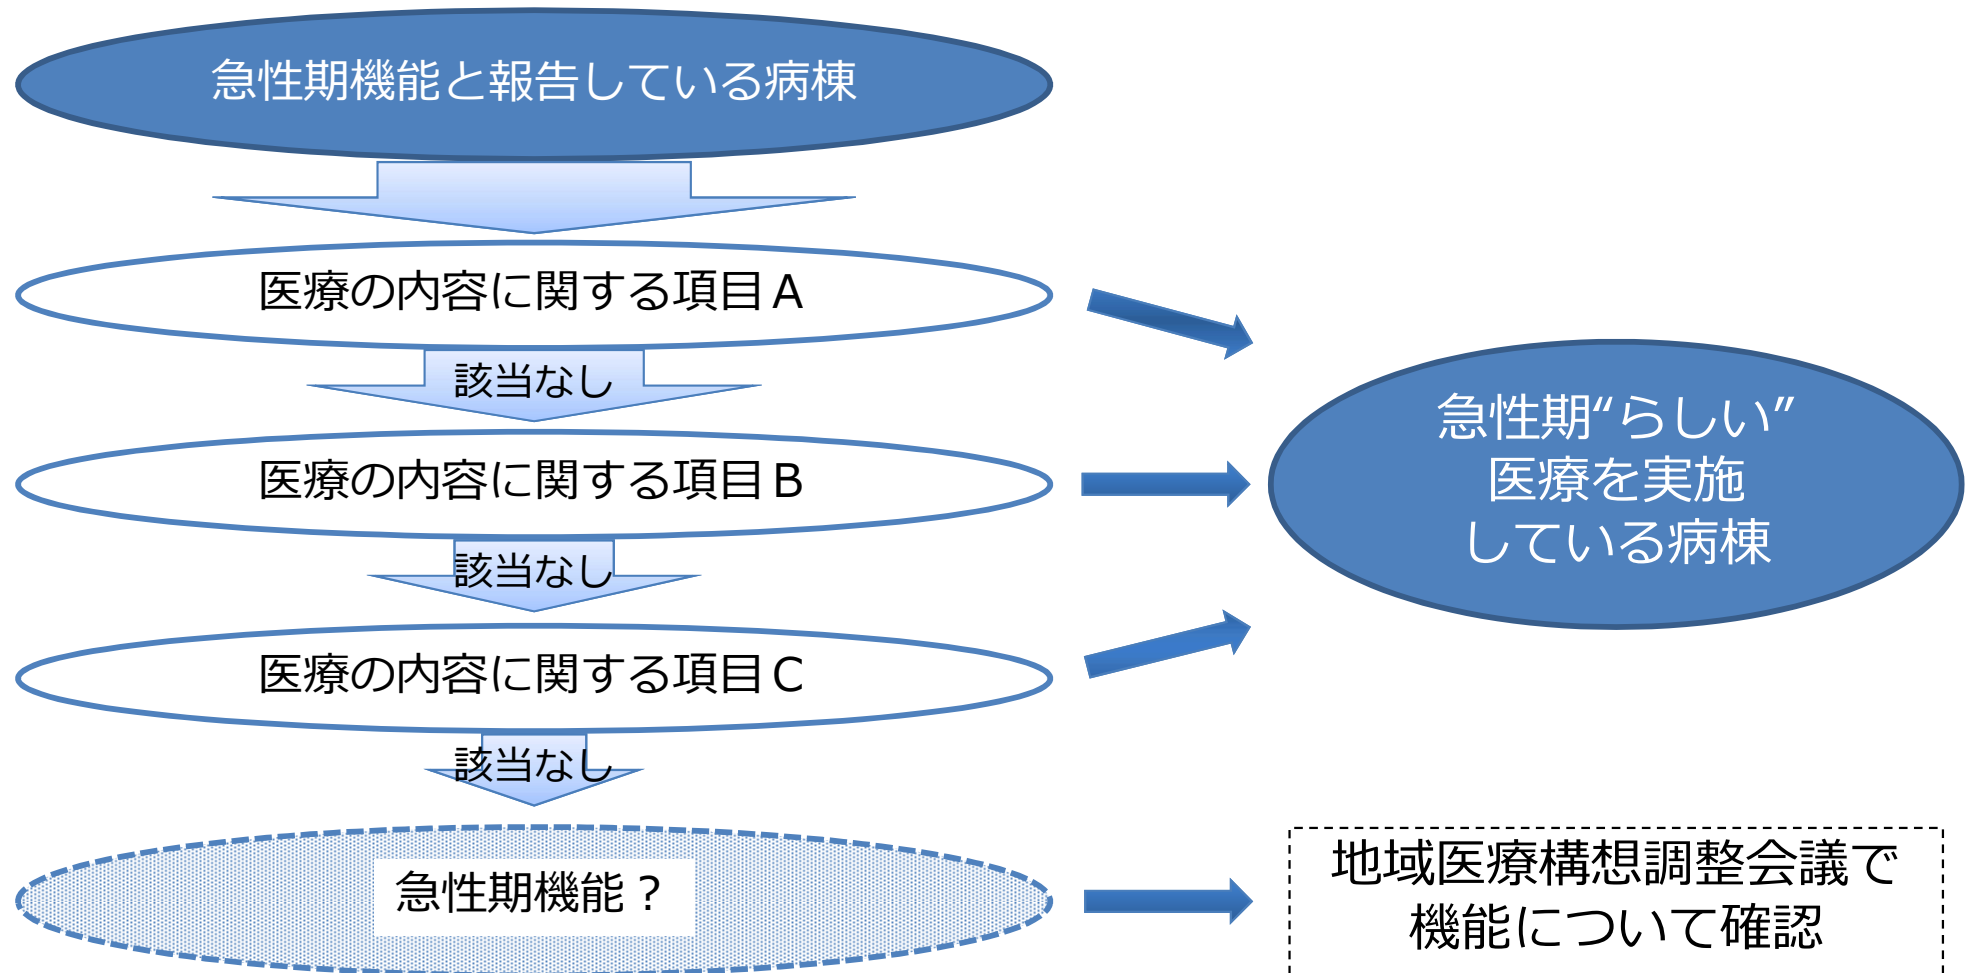 急性期機能と報告している病棟
医療の内容に関する項目A
該当なし
医療の内容に関する項目B
該当なし
医療の内容に関する項目C
該当なし
急性期機能？
急性期“らしい”
医療を実施
している病棟
地域医療構想調整会議で
機能について確認